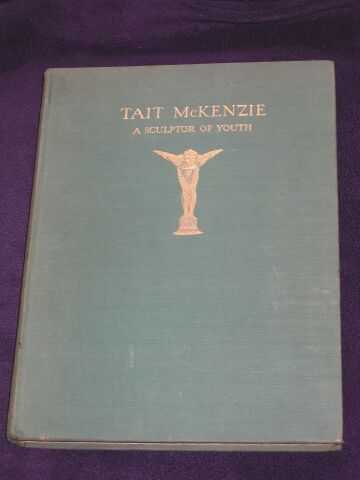 TAIT McKENZIE
A SCULPTOR OF YOUTH